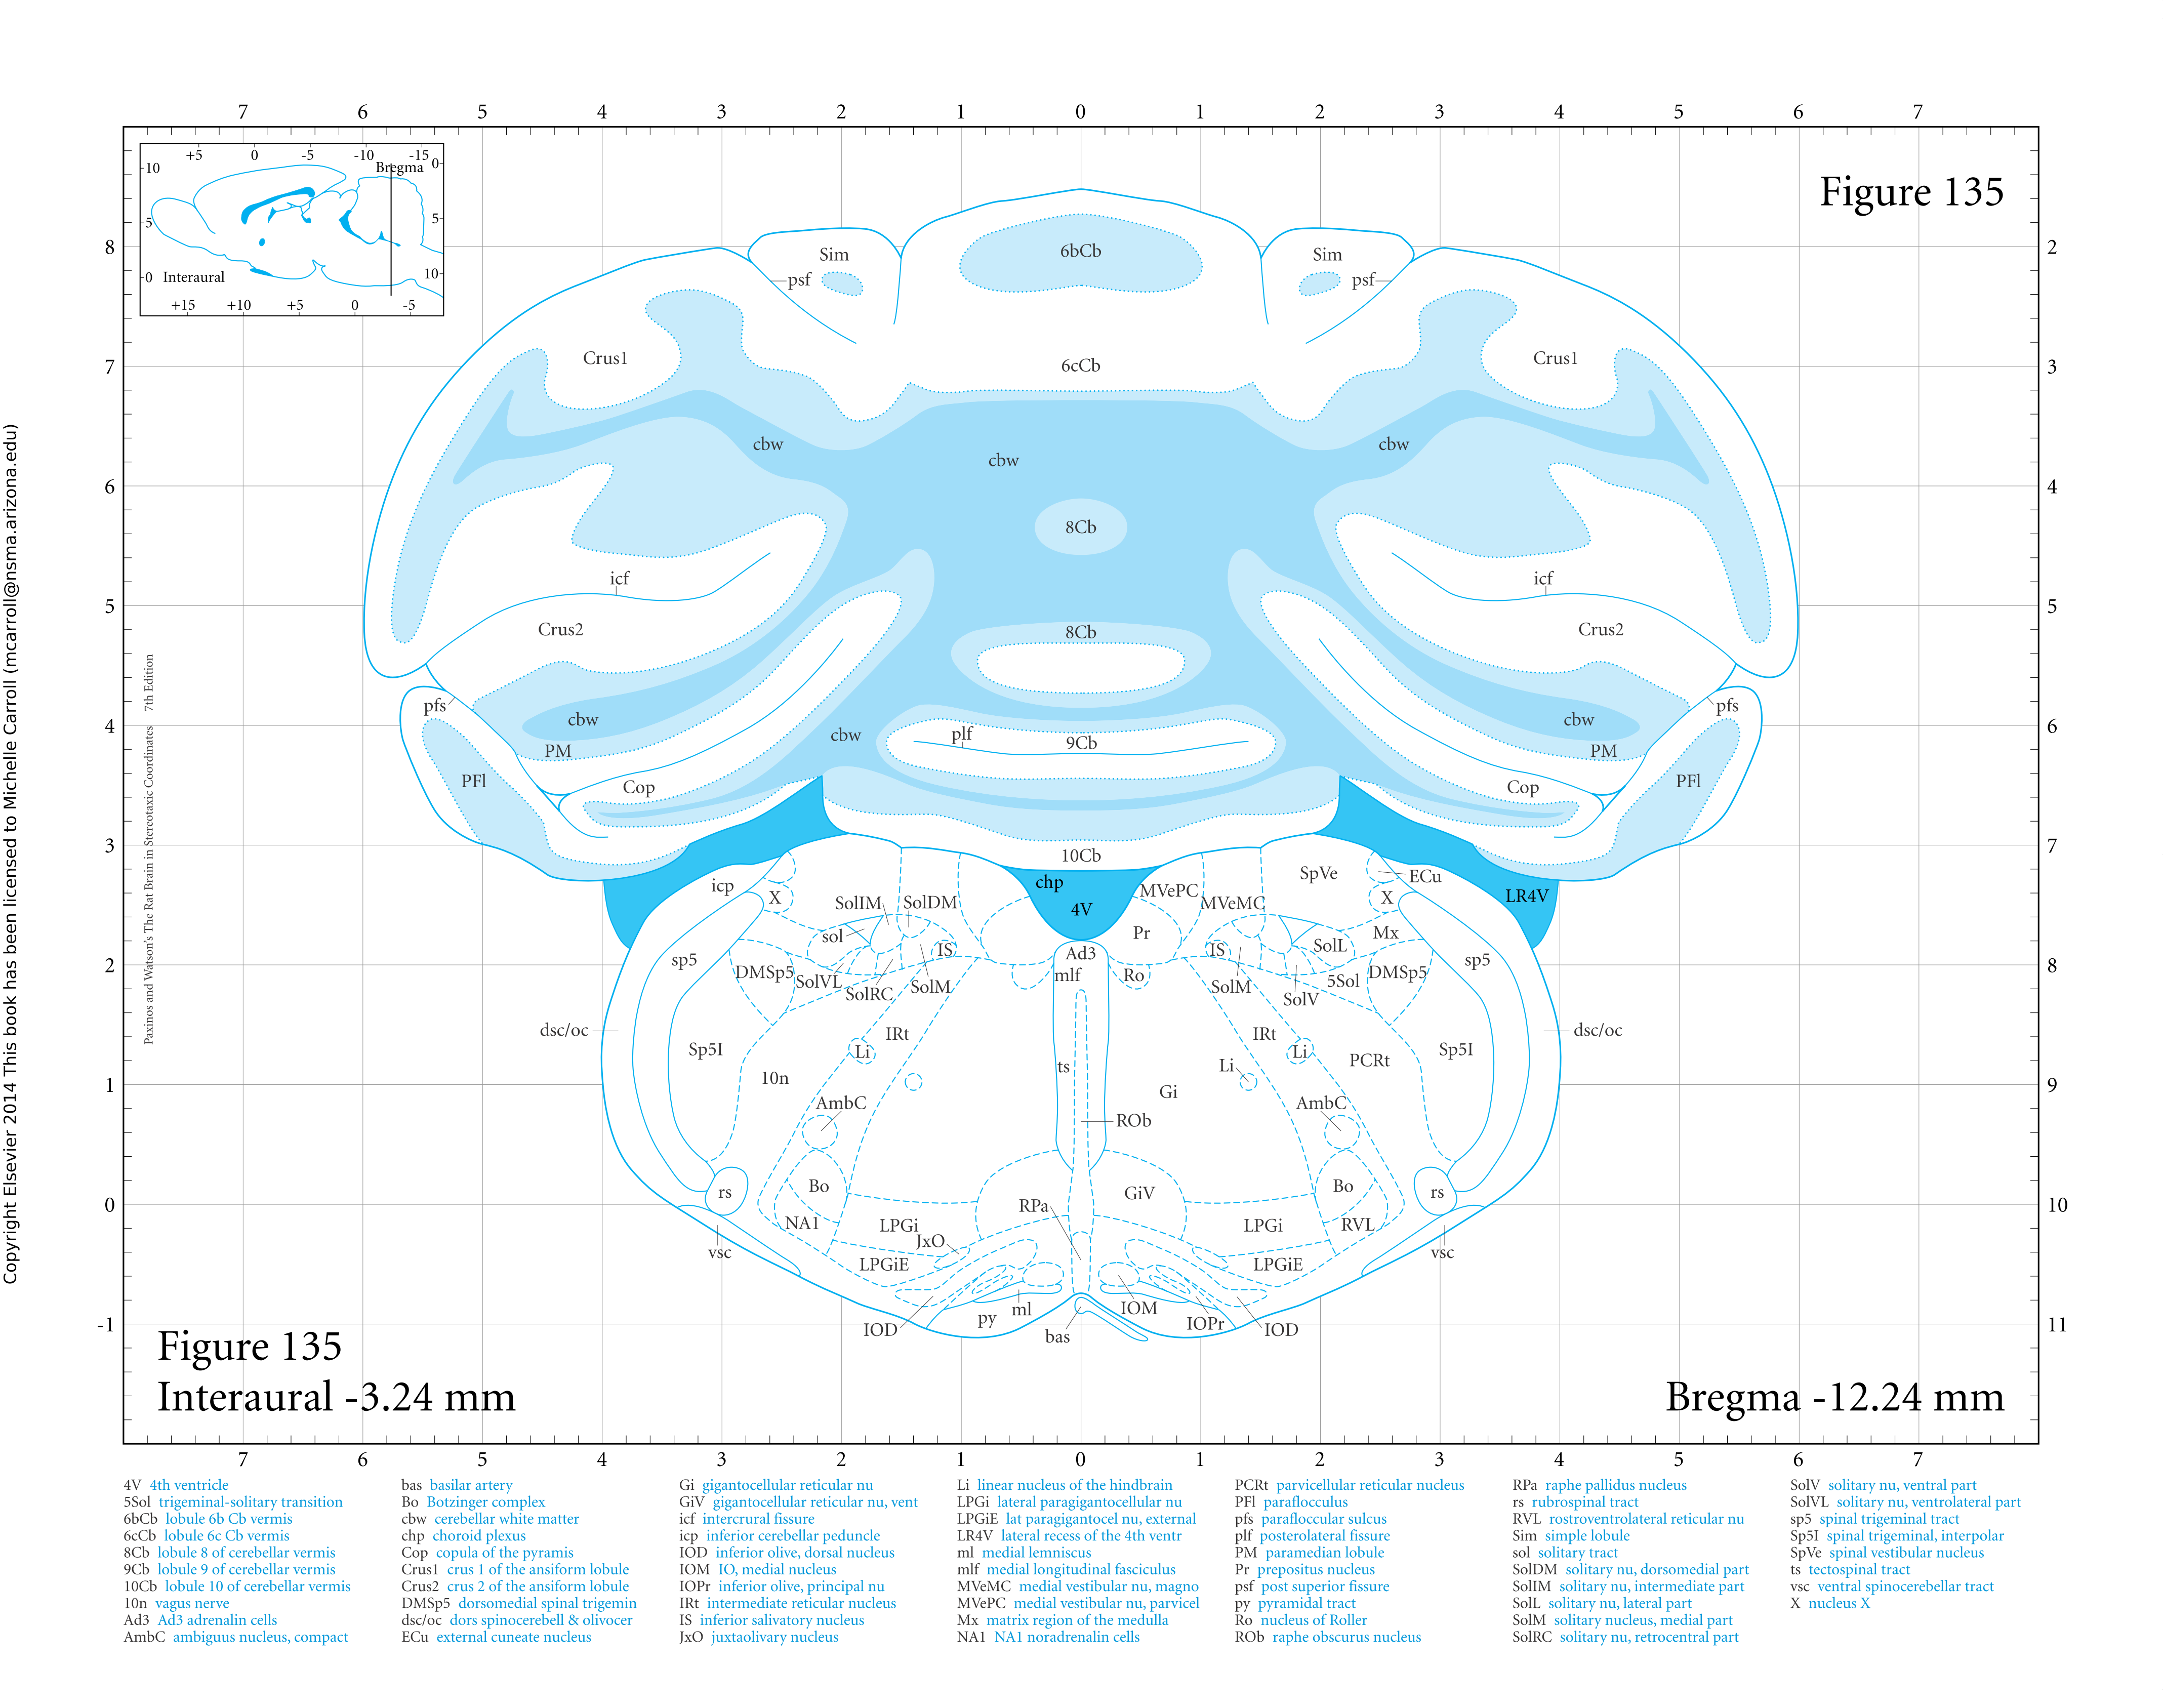 7 6 5 4 3 2 1 0 1 2 3 4 5 6 7
+5 0 -5 -10 -15
Bregma 0
10
5 5
0 Interaural 10
+15 +10 +5 0 -5
Figure 135
8 2
7 3
6 4
5 5
4 6
3 7
2 8
1 9
0 10
-1 11
Sim 6bCb Sim
psf psf
Crus1 6cCb Crus1
cbw cbw cbw
8Cb
icf icf
Crus2 8Cb Crus2
pfs pfs
cbw cbw plf 9Cb cbw
PM PM
PFl Cop Cop PFl
10Cb
icp X SolIM SolDM chp 4V MVePC MVeMC SpVe ECu X LR4V
sol IS Pr IS SolL Mx
sp5 DMSp5 SolVL SolRC SolM Ad3 mlf Ro SolM SolV 5Sol DMSp5 sp5
dsc/oc IRt IRt dsc/oc
Sp5I Li Li Li PCRt Sp5I
10n ts Gi
AmbC ROb AmbC
rs Bo RPa GiV Bo rs
NA1 LPGi LPGi RVL
vsc JxO LPGiE LPGiE vsc
ml IOM
IOD py bas IOPr IOD
Figure 135
Interaural -3.24 mm
Bregma -12.24 mm
7 6 5 4 3 2 1 0 1 2 3 4 5 6 7
Copyright Elsevier 2014 This book has been licensed to Michelle Carroll (mcarroll@nsma.arizona.edu)
Paxinos and Watson's The Rat Brain in Stereotaxic Coordinates 7th Edition
4V 4th ventricle
5Sol trigeminal-solitary transition
6bCb lobule 6b Cb vermis
6cCb lobule 6c Cb vermis
8Cb lobule 8 of cerebellar vermis
9Cb lobule 9 of cerebellar vermis
10Cb lobule 10 of cerebellar vermis
10n vagus nerve
Ad3 Ad3 adrenalin cells
AmbC ambiguus nucleus, compact
bas basilar artery
Bo Botzinger complex
cbw cerebellar white matter
chp choroid plexus
Cop copula of the pyramis
Crus1 crus 1 of the ansiform lobule
Crus2 crus 2 of the ansiform lobule
DMSp5 dorsomedial spinal trigemin
dsc/oc dors spinocerebell & olivocer
ECu external cuneate nucleus
Gi gigantocellular reticular nu
GiV gigantocellular reticular nu, vent
icf intercrural fissure
icp inferior cerebellar peduncle
IOD inferior olive, dorsal nucleus
IOM IO, medial nucleus
IOPr inferior olive, principal nu
IRt intermediate reticular nucleus
IS inferior salivatory nucleus
JxO juxtaolivary nucleus
Li linear nucleus of the hindbrain
LPGi lateral paragigantocellular nu
LPGiE lat paragigantocel nu, external
LR4V lateral recess of the 4th ventr
ml medial lemniscus
mlf medial longitudinal fasciculus
MVeMC medial vestibular nu, magno
MVePC medial vestibular nu, parvicel
Mx matrix region of the medulla
NA1 NA1 noradrenalin cells
PCRt parvicellular reticular nucleus
PFl paraflocculus
pfs parafloccular sulcus
plf posterolateral fissure
PM paramedian lobule
Pr prepositus nucleus
psf post superior fissure
py pyramidal tract
Ro nucleus of Roller
ROb raphe obscurus nucleus
RPa raphe pallidus nucleus
rs rubrospinal tract
RVL rostroventrolateral reticular nu
Sim simple lobule
sol solitary tract
SolDM solitary nu, dorsomedial part
SolIM solitary nu, intermediate part
SolL solitary nu, lateral part
SolM solitary nucleus, medial part
SolRC solitary nu, retrocentral part
SolV solitary nu, ventral part
SolVL solitary nu, ventrolateral part
sp5 spinal trigeminal tract
Sp5I spinal trigeminal, interpolar
SpVe spinal vestibular nucleus
ts tectospinal tract
vsc ventral spinocerebellar tract
X nucleus X